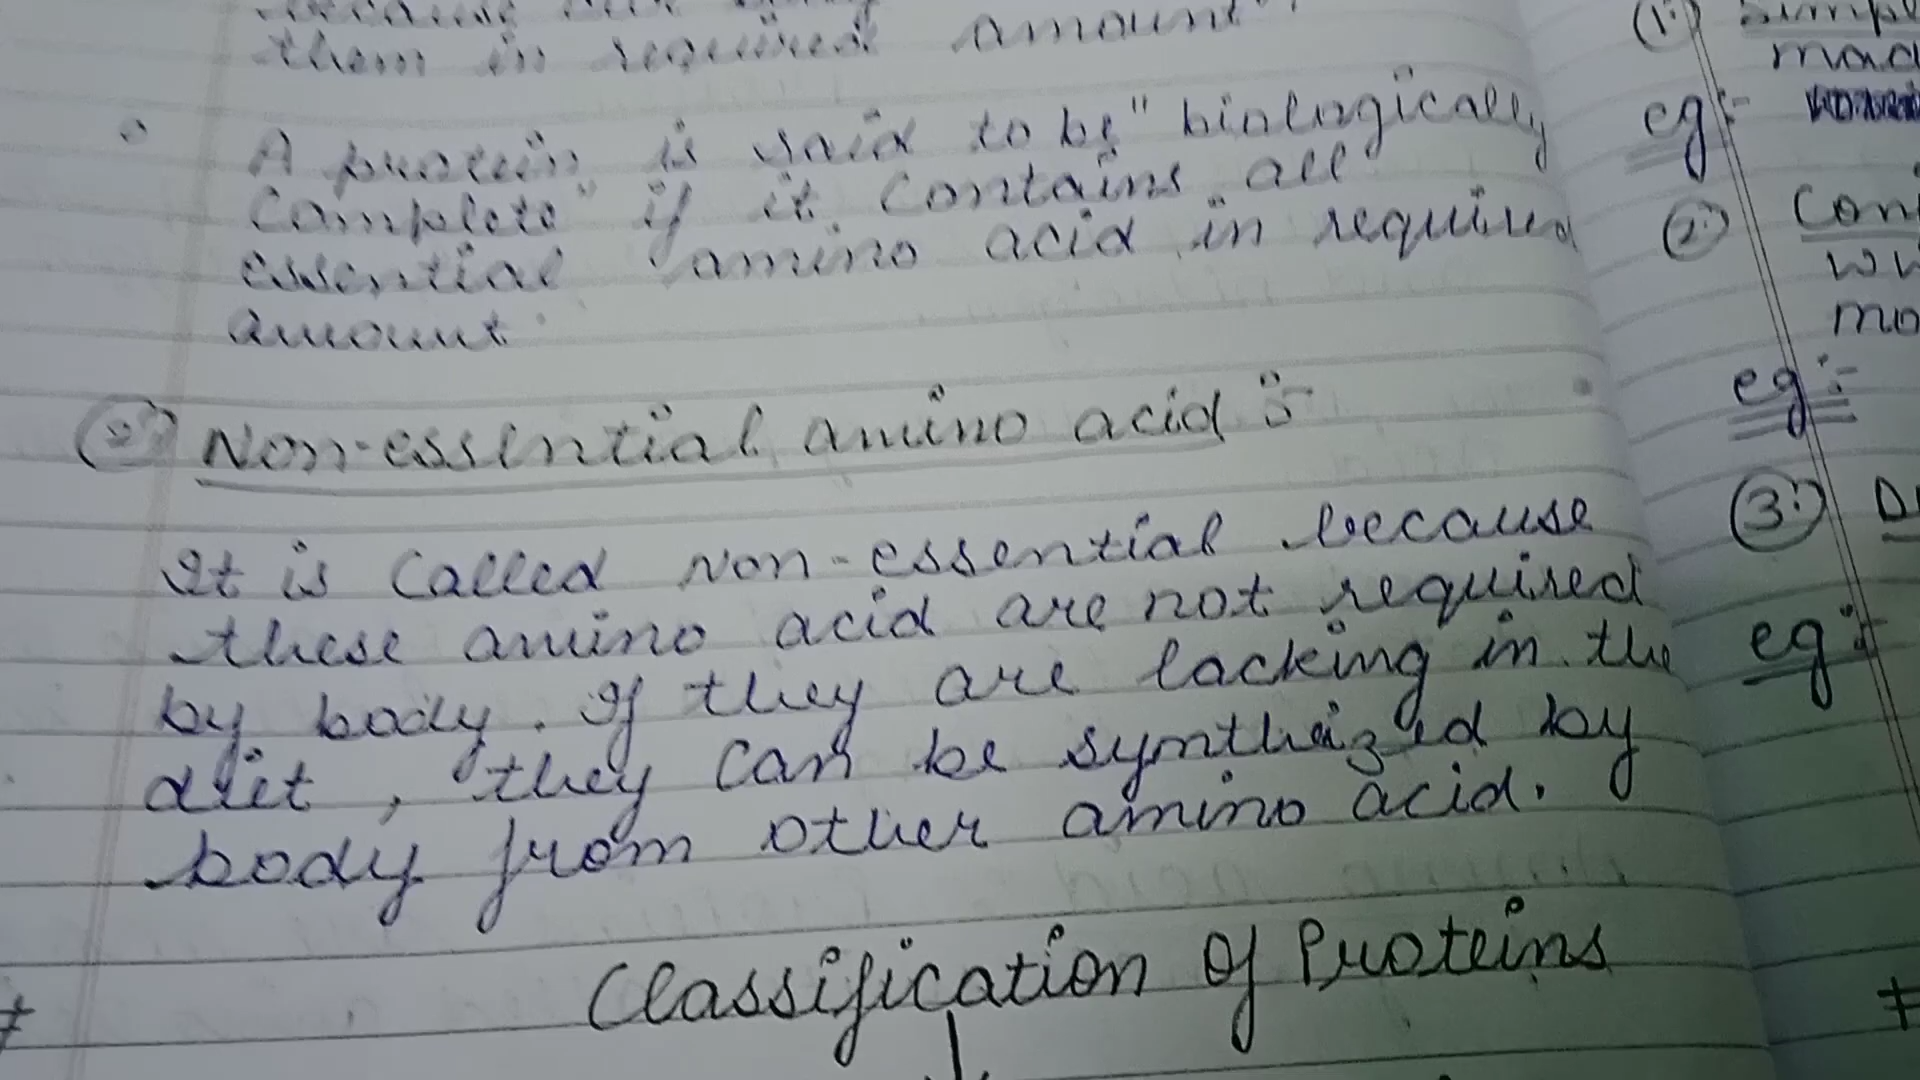 them in required amount".
A protein is said to be "biologically
complete" if it contains all
essential amino acid in required
amount.
(2.) Non-essential amino acid :-
It is called non-essential because
these amino acid are not required
by body. If they are lacking in the
diet, they can be syntheized by
body from other amino acid.
Classification of Proteins
(1.)
eg:-
(2.)
eg:-
(3.)
eg:-